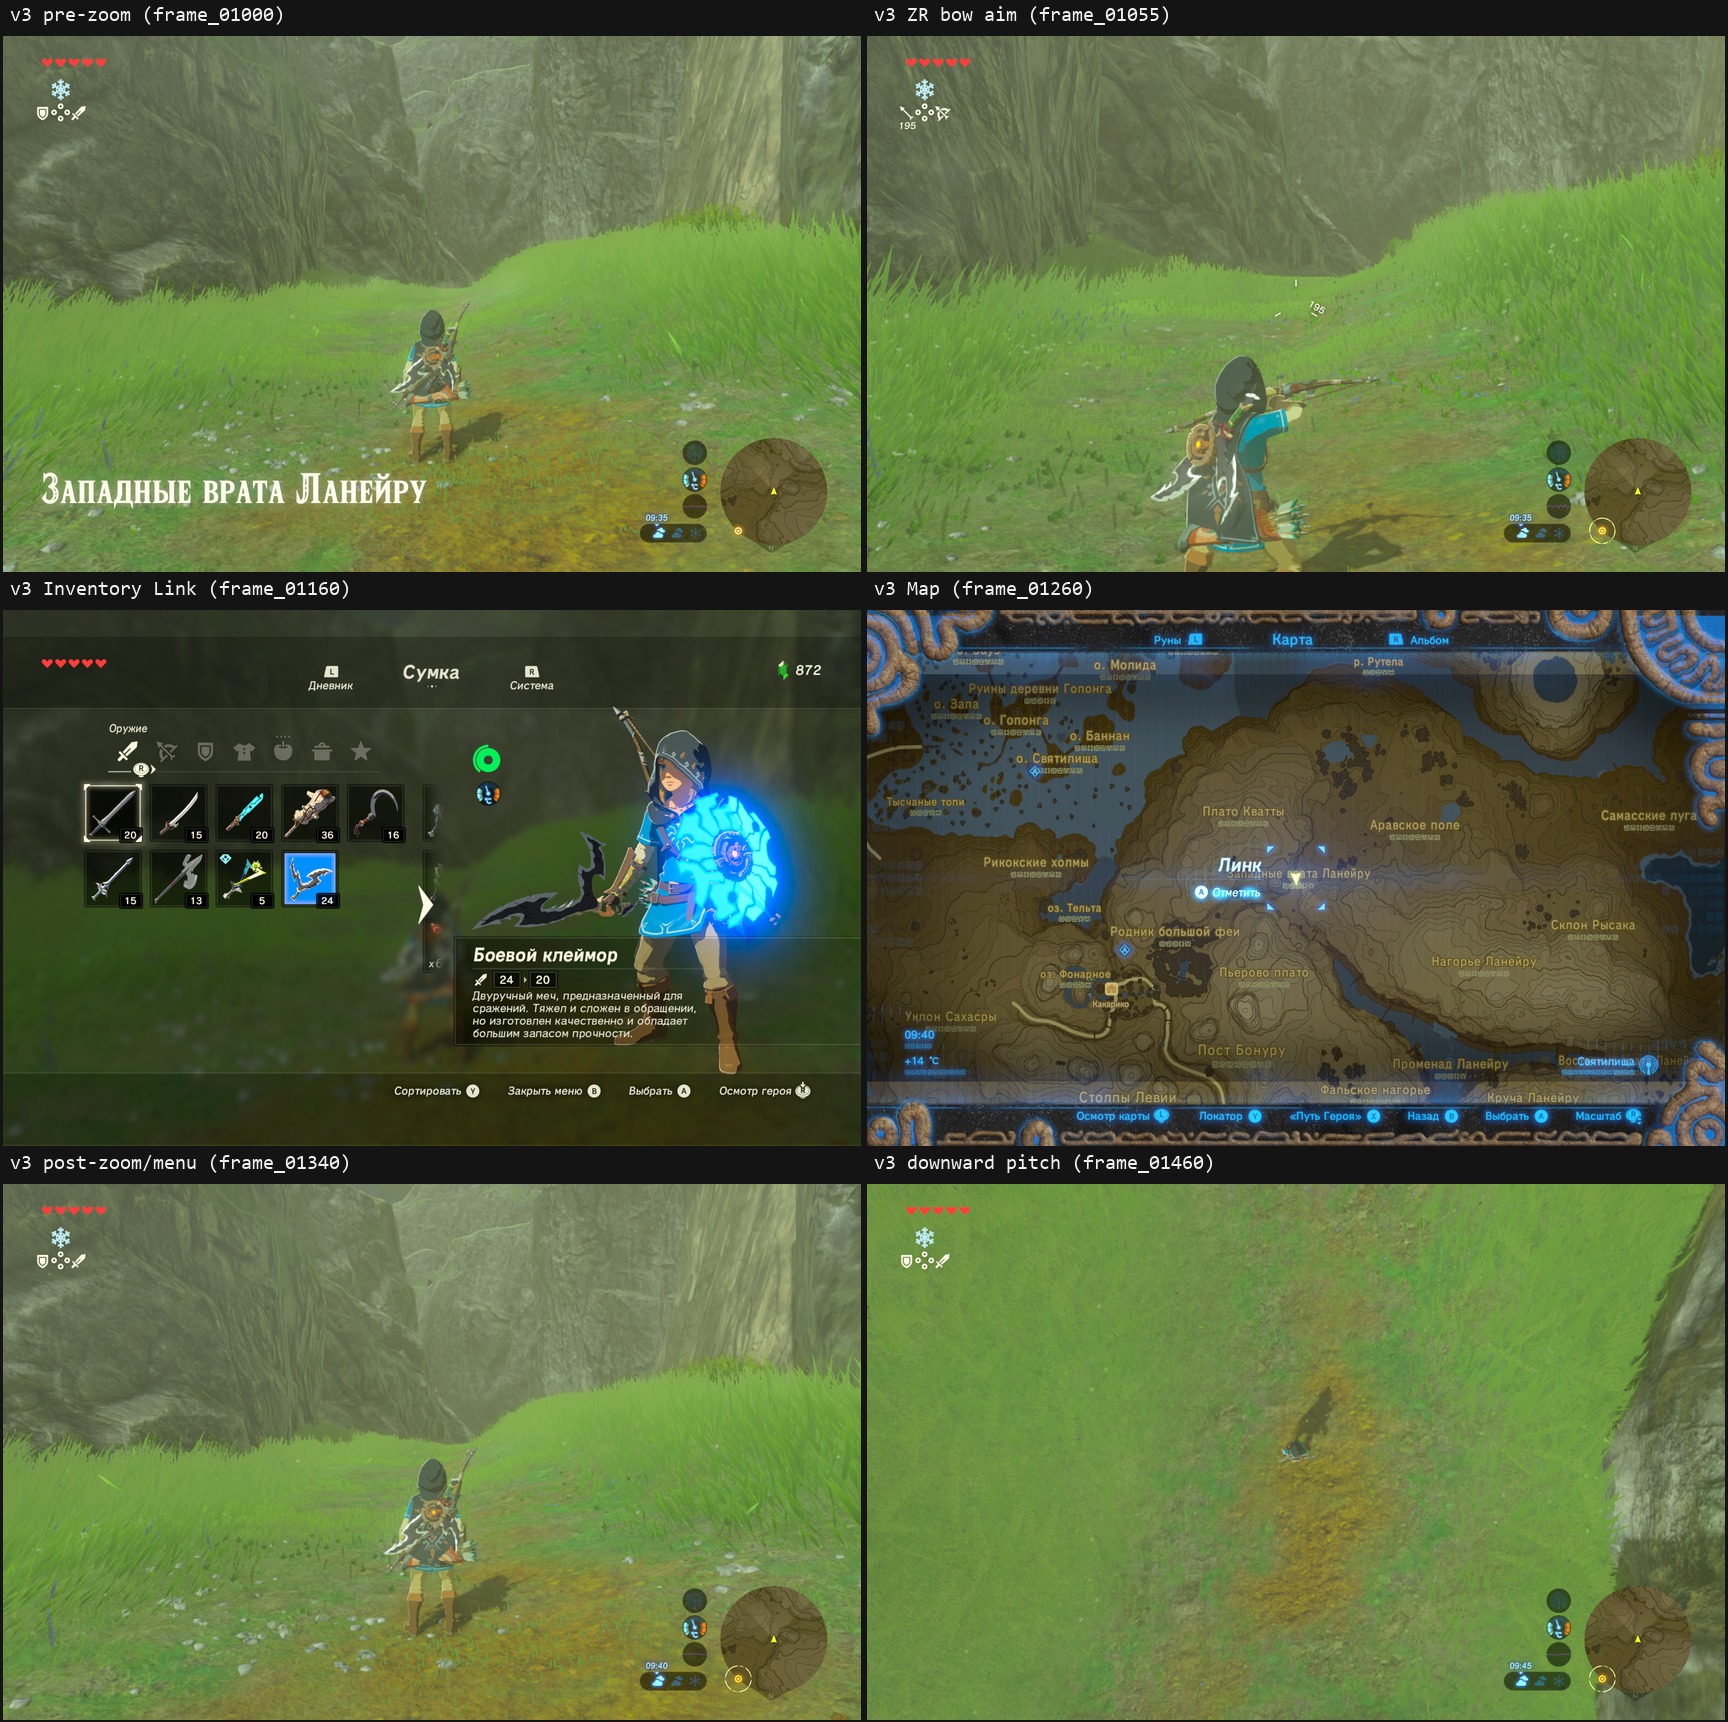 v3 pre-zoom (frame_01000)
Западные врата Ланейру
09:35
N
v3 ZR bow aim (frame_01055)
195
195
09:35
N
v3 Inventory Link (frame_01160)
L
Дневник
Сумка
R
Система
872
Оружие
R
20 15 20 36 16
15 13 5 24
x6
Боевой клеймор
24 20
Двуручный меч, предназначенный для
сражений. Тяжел и сложен в обращении,
но изготовлен качественно и обладает
большим запасом прочности.
Сортировать Y Закрыть меню B Выбрать A Осмотр героя R
v3 Map (frame_01260)
Руны L Карта R Альбом
о. Молида
р. Рутела
Руины деревни Гопонга
о. Запа
о. Гопонга
о. Баннан
о. Святилища
Тысчаные топи
Плато Кватты
Аравское поле
Самасские луга
Рикокские холмы
Линк
Западные врата Ланейру
A Отметить
оз. Тельта
Родник большой феи
Склон Рысака
Нагорье Ланейру
оз. Фонарное
Пьерово плато
Какарико
Уклон Сахасры
09:40
+14 °C
Пост Бонуру
Променад Ланейру
Святилища
Фальское нагорье
Столпы Левии
Круча Ланейру
Осмотр карты L Локатор Y «Путь Героя» X Назад B Выбрать A Масштаб R
v3 post-zoom/menu (frame_01340)
09:40
N
v3 downward pitch (frame_01460)
09:45
N